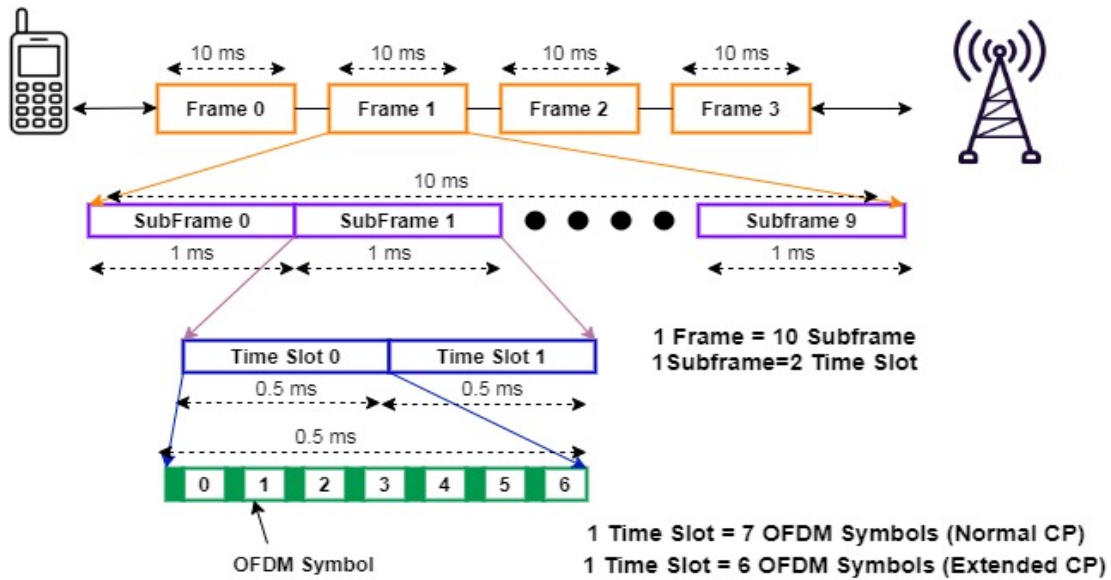 10 ms 10 ms 10 ms 10 ms
Frame 0 Frame 1 Frame 2 Frame 3
10 ms
SubFrame 0 SubFrame 1 Subframe 9
1 ms 1 ms 1 ms
1 Frame = 10 Subframe
Time Slot 0 Time Slot 1
1Subframe=2 Time Slot
0.5 ms 0.5 ms
0.5 ms
0 1 2 3 4 5 6
1 Time Slot = 7 OFDM Symbols (Normal CP)
OFDM Symbol
1 Time Slot = 6 OFDM Symbols (Extended CP)